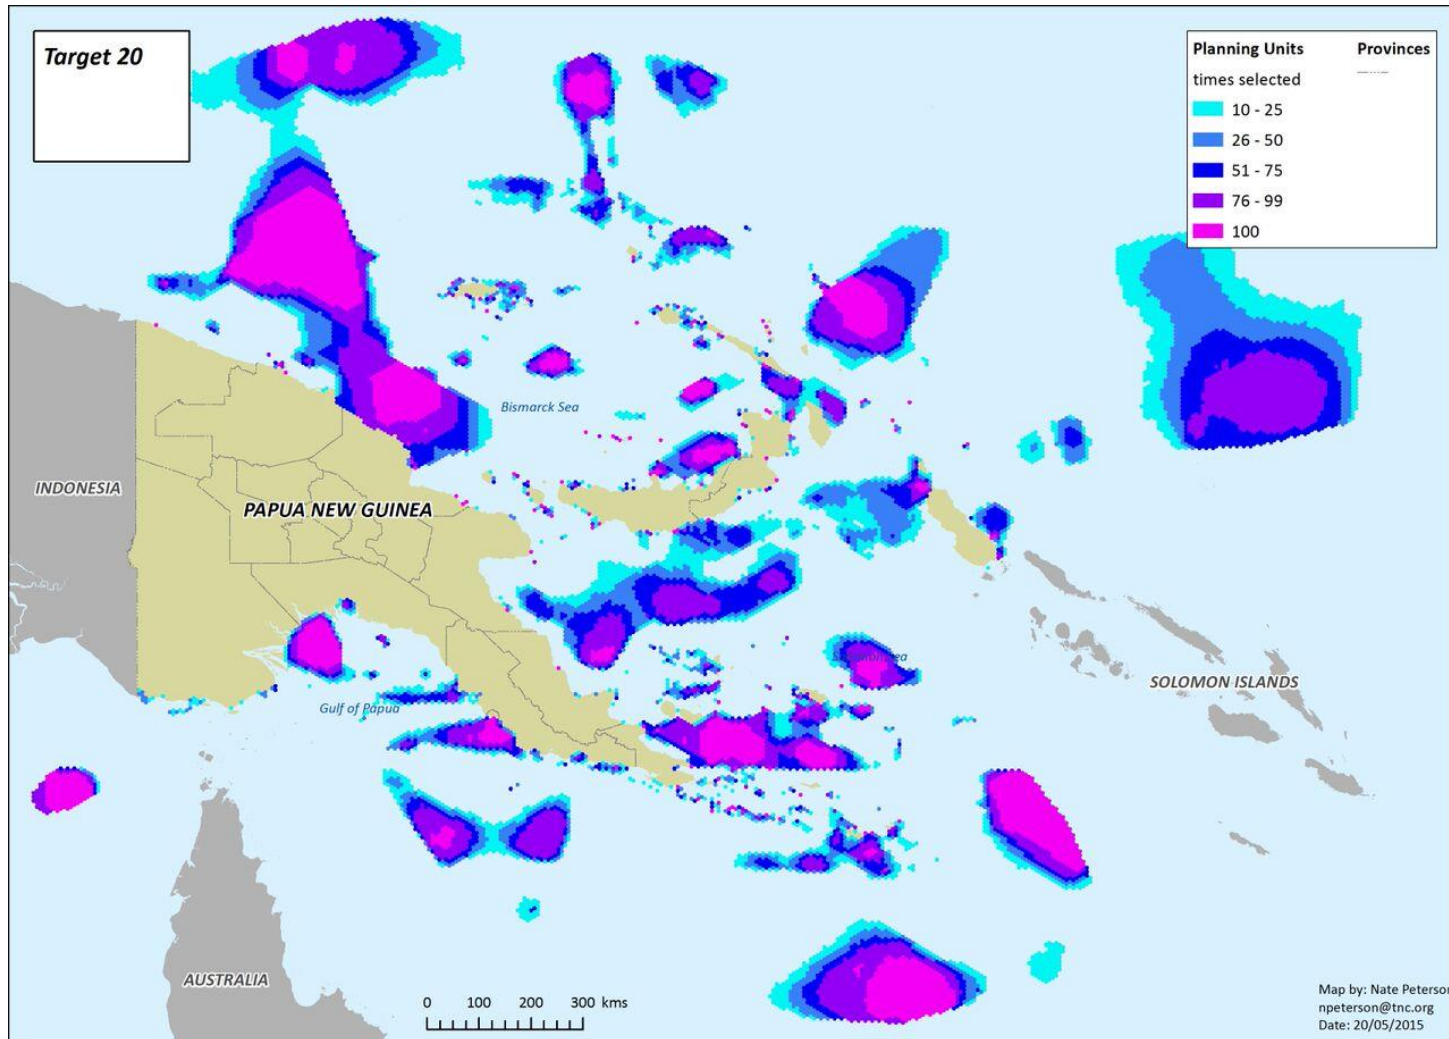 Target 20
Planning Units
Provinces
times selected
10 - 25
26 - 50
51 - 75
76 - 99
100
Bismarck Sea
INDONESIA
PAPUA NEW GUINEA
SOLOMON ISLANDS
Gulf of Papua
AUSTRALIA
0 100 200 300 kms
Map by: Nate Peterson
npeterson@tnc.org
Date: 20/05/2015